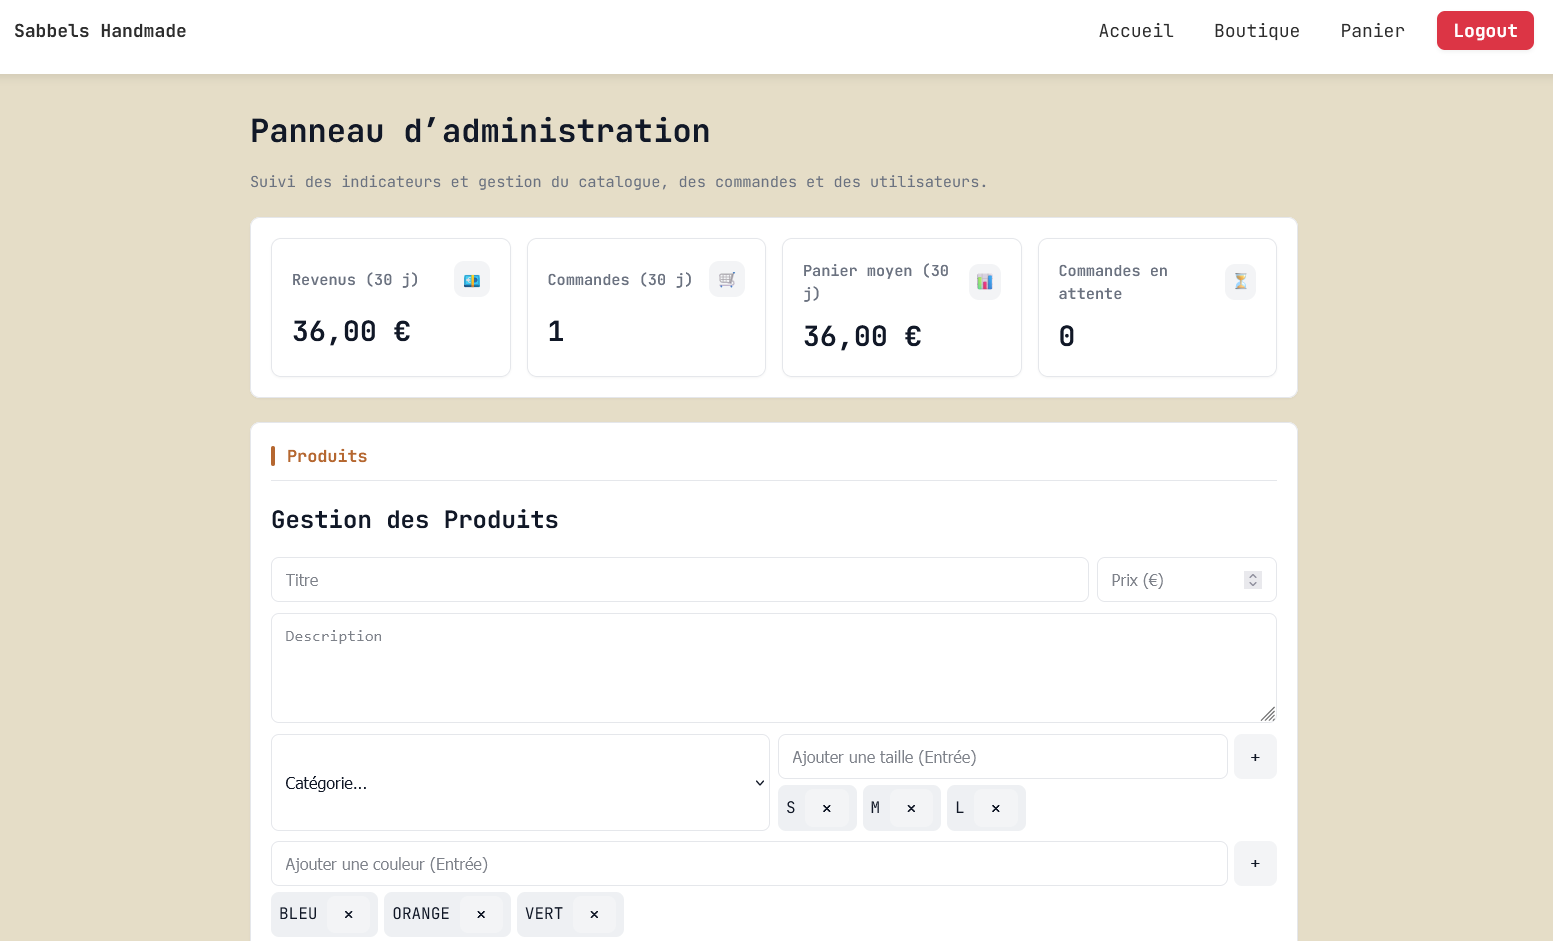 Sabbels Handmade
Accueil
Boutique
Panier
Logout
Panneau d’administration
Suivi des indicateurs et gestion du catalogue, des commandes et des utilisateurs.
Revenus (30 j)
36,00 €
Commandes (30 j)
1
Panier moyen (30
j)
36,00 €
Commandes en
attente
0
Produits
Gestion des Produits
Titre
Prix (€)
Description
Catégorie...
Ajouter une taille (Entrée)
+
S ×
M ×
L ×
Ajouter une couleur (Entrée)
+
BLEU ×
ORANGE ×
VERT ×